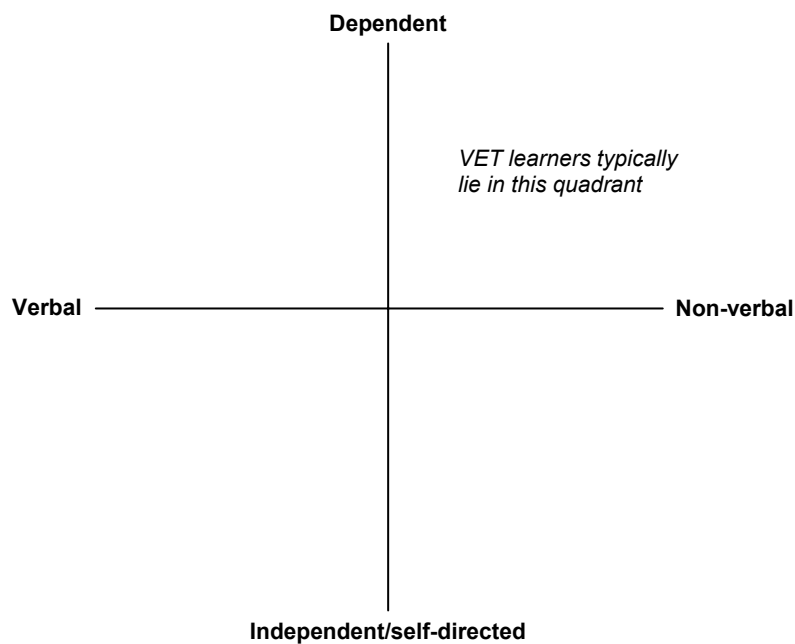 Dependent
VET learners typically
lie in this quadrant
Verbal
Non-verbal
Independent/self-directed